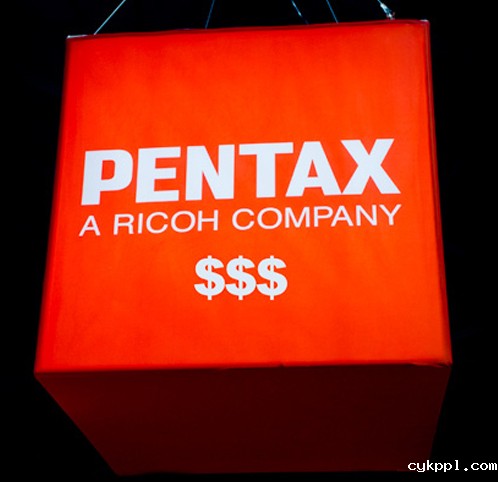 PENTAX
A RICOH COMPANY
$$$
cykppl.com